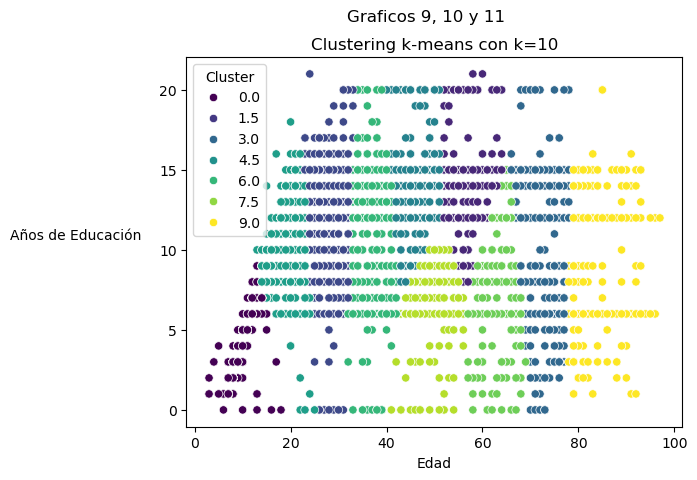 Graficos 9, 10 y 11
Clustering k-means con k=10
Cluster
0.0
1.5
3.0
4.5
6.0
7.5
9.0
20
15
10
5
0
Años de Educación
0 20 40 60 80 100
Edad